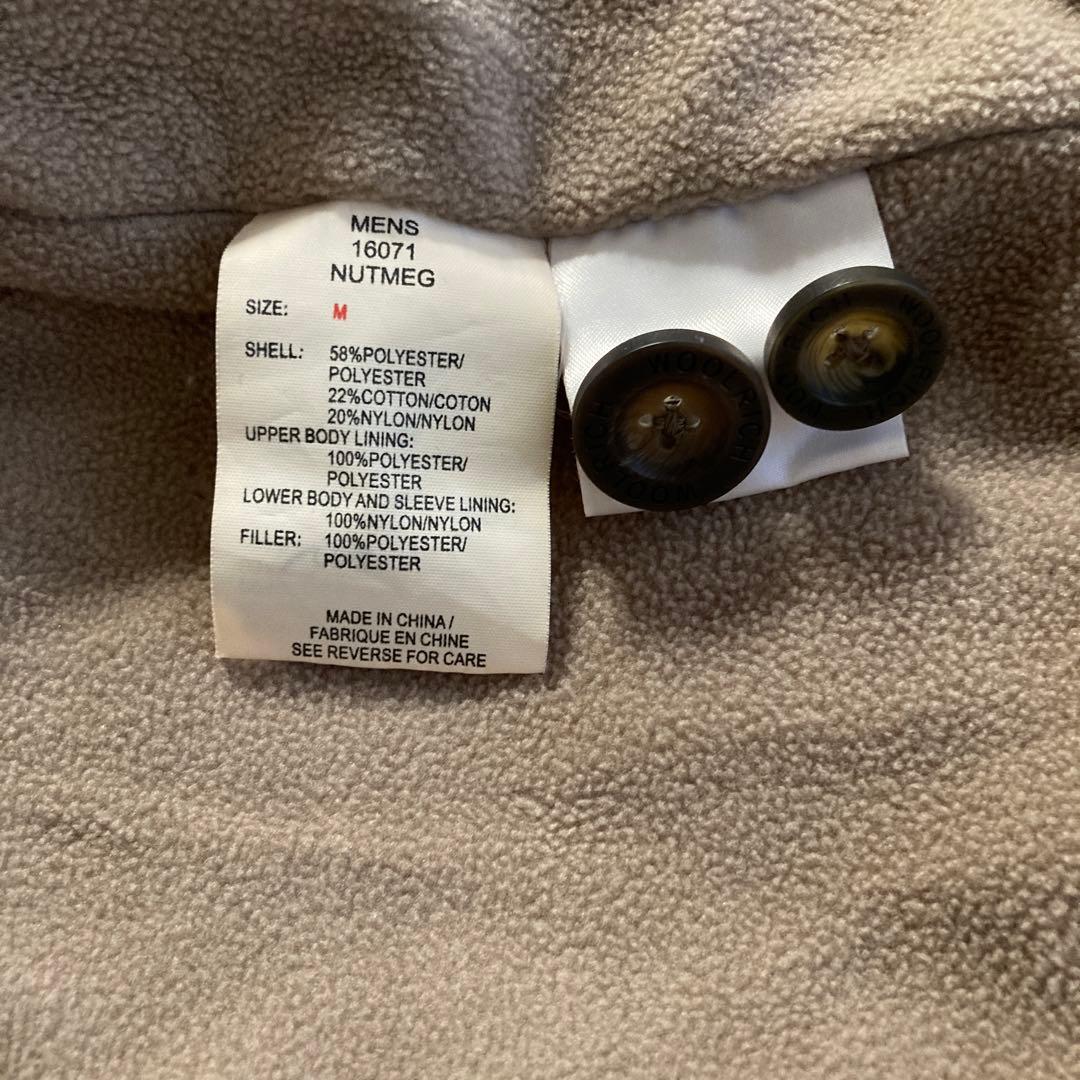 MENS
16071
NUTMEG
SIZE: M
SHELL: 58%POLYESTER/
POLYESTER
22%COTTON/COTON
20%NYLON/NYLON
UPPER BODY LINING:
100%POLYESTER/
POLYESTER
LOWER BODY AND SLEEVE LINING:
100%NYLON/NYLON
FILLER: 100%POLYESTER/
POLYESTER
MADE IN CHINA /
FABRIQUE EN CHINE
SEE REVERSE FOR CARE
WOOLRICH
WOOLRICH
WOOLRICH
WOOLRICH